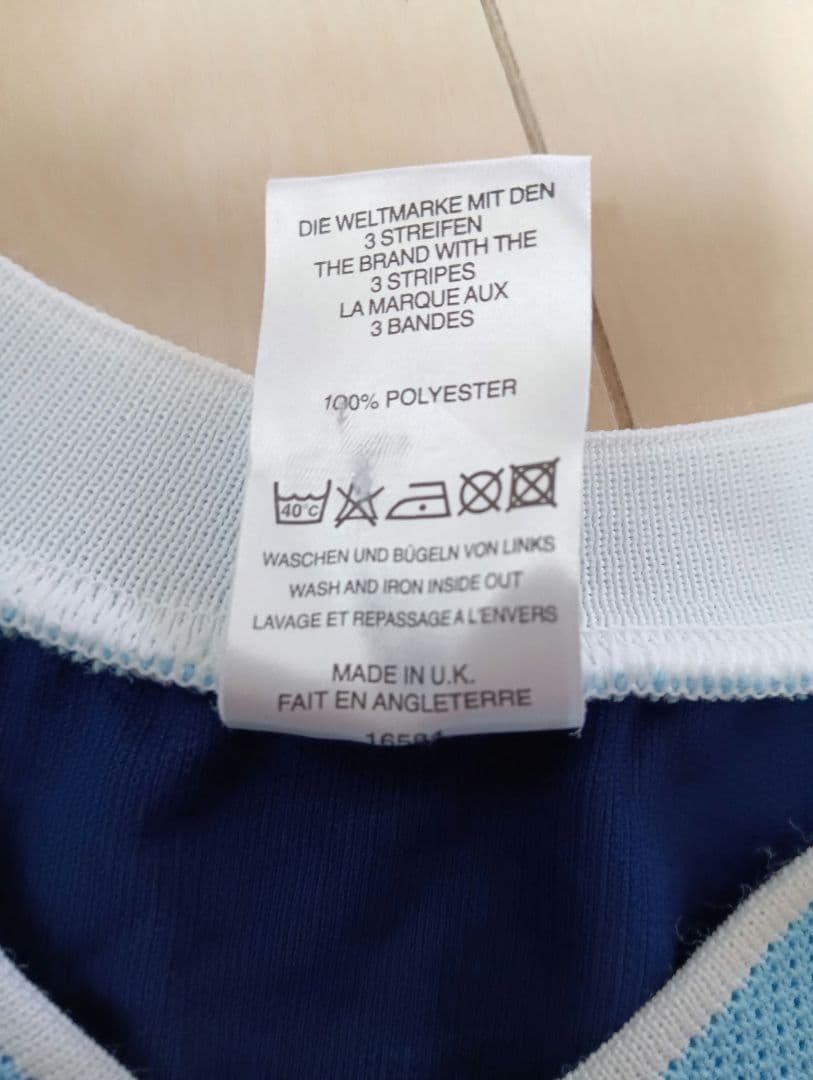 DIE WELTMARKE MIT DEN
3 STREIFEN
THE BRAND WITH THE
3 STRIPES
LA MARQUE AUX
3 BANDES
100% POLYESTER
40°C
WASCHEN UND BÜGELN VON LINKS
WASH AND IRON INSIDE OUT
LAVAGE ET REPASSAGE A L'ENVERS
MADE IN U.K.
FAIT EN ANGLETERRE